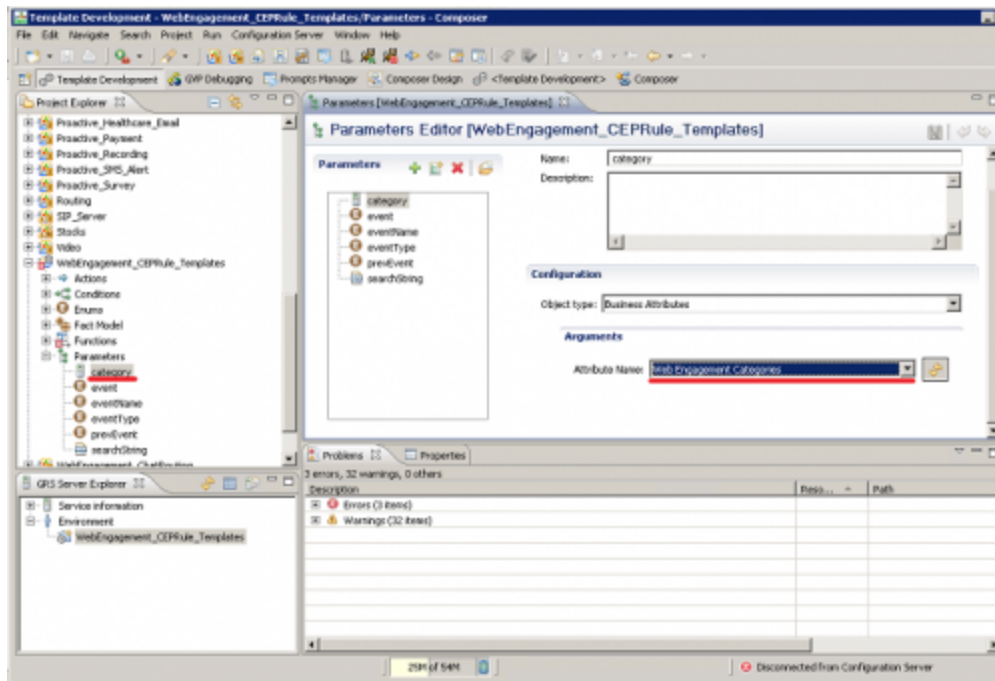 Template Development - WebEngagement_CEPRule_Templates/Parameters - Composer
File Edit Navigate Search Project Run Configuration Server Window Help
Template Development GVP Debugging Prompts Manager Composer Design <Template Development> Composer
Project Explorer
Proactive_Healthcare_Email
Proactive_Payment
Proactive_Recording
Proactive_SMS_Alert
Proactive_Survey
Routing
SIP_Server
Stocks
Video
WebEngagement_CEPRule_Templates
Actions
Conditions
Enums
Fact Model
Functions
Parameters
category
event
eventName
eventType
prevEvent
searchString
WebEngagement_ChatRouting
Parameters [WebEngagement_CEPRule_Templates]
Parameters Editor [WebEngagement_CEPRule_Templates]
Parameters
category
event
eventName
eventType
prevEvent
searchString
Name: category
Description:
Configuration
Object type: Business Attributes
Arguments
Attribute Name: Web Engagement Categories
GRS Server Explorer
Service information
Environment
WebEngagement_CEPRule_Templates
Problems Properties
3 errors, 32 warnings, 0 others
Description Reso... Path
Errors (3 items)
Warnings (32 items)
25M of 54M
Disconnected from Configuration Server